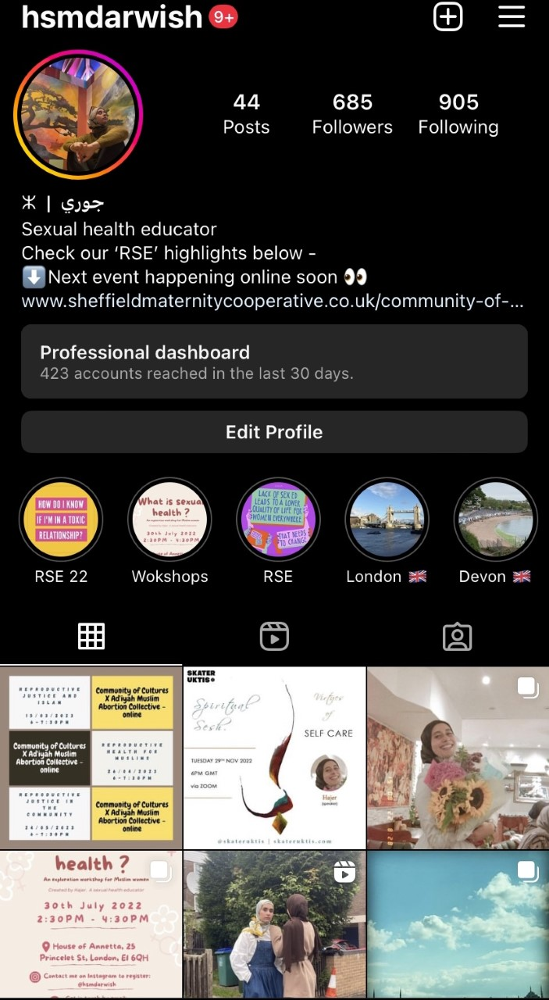 hsmdarwish 9+
44
Posts
685
Followers
905
Following
ⵣ | جوري
Sexual health educator
Check our ‘RSE’ highlights below -
⬇️Next event happening online soon 👀
www.sheffieldmaternitycooperative.co.uk/community-of-...
Professional dashboard
423 accounts reached in the last 30 days.
Edit Profile
HOW DO I KNOW
IF I'M IN A TOXIC
RELATIONSHIP?
What is sexua
health ?
2:30PM - 4:30PM
LACK OF SEX ED
LEADS TO A LOWER
QUALITY OF LIFE FOR
WOMEN EVERYWHERE
THAT NEEDS
TO CHANGE
RSE 22
Wokshops
RSE
London 🇬🇧
Devon 🇬🇧
REPRODUCTIVE
JUSTICE AND
ISLAM
15/03/2023
6-7:30PM
Community of Cultures
X Ad'iyah Muslim
Abortion Collective -
online
Community of Cultures
X Ad'iyah Muslim
Abortion Collective -
online
REPRODUCTIVE
HEALTH FOR
MUSLIMS
26/04/2023
6-7:30PM
REPRODUCTIVE
JUSTICE IN
THE
COMMUNITY
24/05/2023
6-7:30PM
Community of Cultures
X Ad'iyah Muslim
Abortion Collective -
online
SKATER
UKTIS
Spiritual
Sesh.
Virtues
of
SELF CARE
TUESDAY 29TH NOV 2022
6PM GMT
via ZOOM
Hajer
(speaker)
@skateruktis | skateruktis.com
health ?
An exploration workshop for Muslim women
Created by Hajer. A sexual health educator
30th July 2022
2:30PM - 4:30PM
House of Annetta, 25
Princelet St, London, E1 6QH
Contact me on Instagram to register:
@hsmdarwish